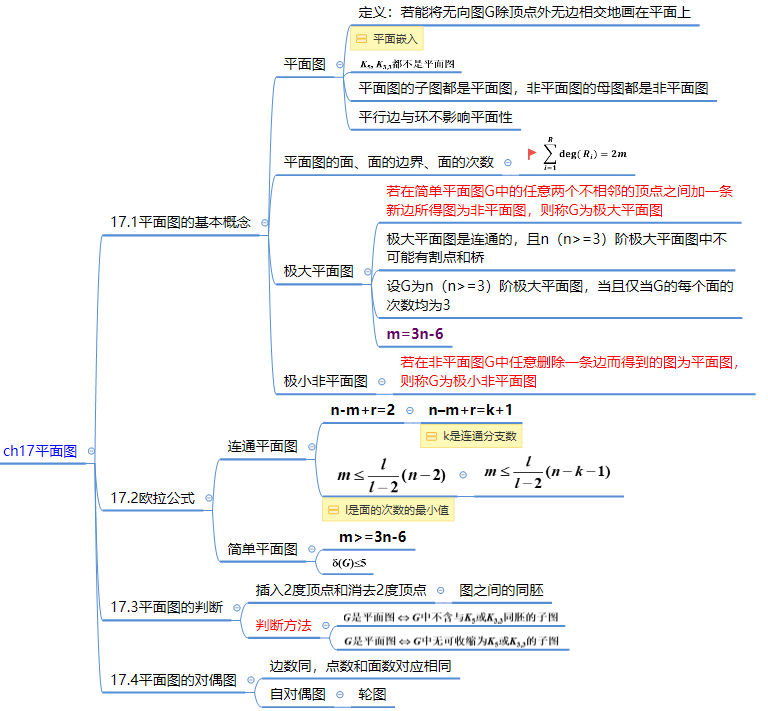 ch17平面图
17.1平面图的基本概念
平面图
定义：若能将无向图G除顶点外无边相交地画在平面上
平面嵌入
K₅, K₃,₃都不是平面图
平面图的子图都是平面图，非平面图的母图都是非平面图
平行边与环不影响平面性
平面图的面、面的边界、面的次数
∑_{i=1}^{R} deg(Rᵢ) = 2m
极大平面图
若在简单平面图G中的任意两个不相邻的顶点之间加一条
新边所得图为非平面图，则称G为极大平面图
极大平面图是连通的，且n（n>=3）阶极大平面图中不
可能有割点和桥
设G为n（n>=3）阶极大平面图，当且仅当G的每个面的
次数均为3
m=3n-6
极小非平面图
若在非平面图G中任意删除一条边而得到的图为平面图，
则称G为极小非平面图
17.2欧拉公式
连通平面图
n-m+r=2
n–m+r=k+1
k是连通分支数
m ≤ l/(l−2) (n−2)
m ≤ l/(l−2) (n−k−1)
l是面的次数的最小值
简单平面图
m>=3n-6
δ(G)≤5
17.3平面图的判断
插入2度顶点和消去2度顶点
图之间的同胚
判断方法
G是平面图 ⇔ G中不含与K₅或K₃,₃同胚的子图
G是平面图 ⇔ G中无可收缩为K₅或K₃,₃的子图
17.4平面图的对偶图
边数同，点数和面数对应相同
自对偶图
轮图